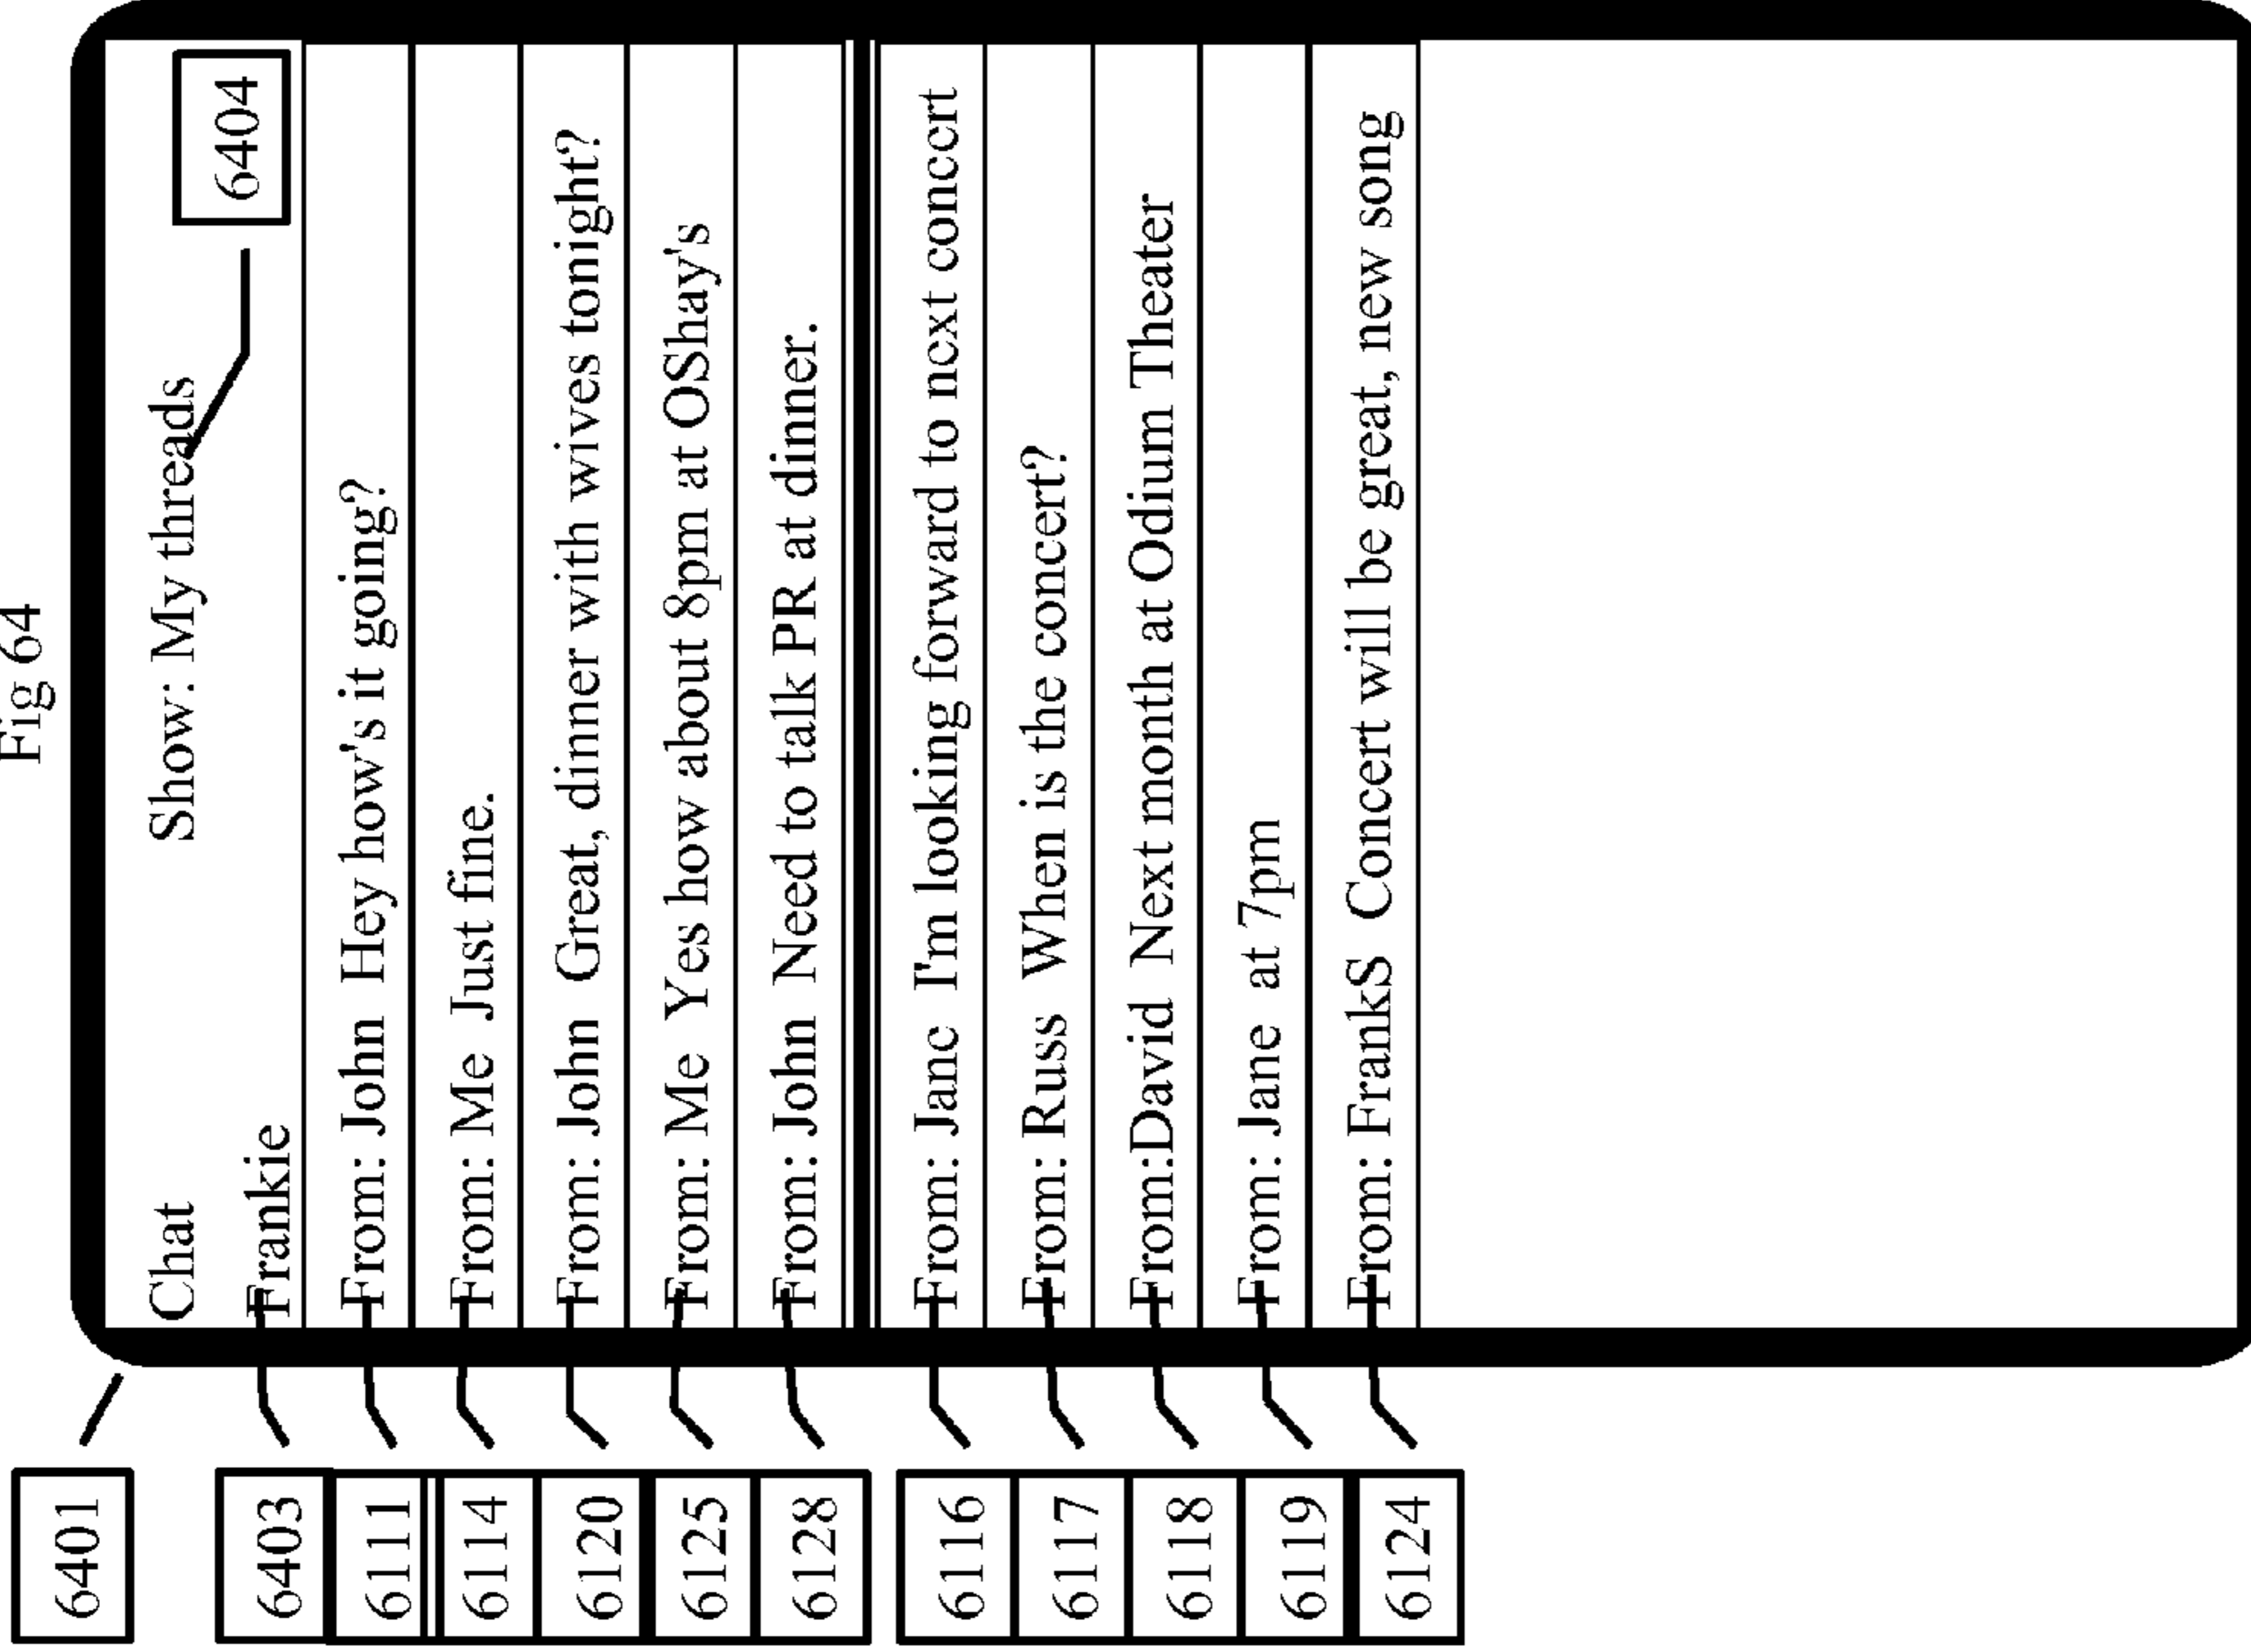 Fig 64
6401
Chat Show: My threads
6403
Frankie
6404
6111
From: John Hey how's it going?
6114
From: Me Just fine.
6120
From: John Great, dinner with wives tonight?
6125
From: Me Yes how about 8pm at OShay's
6128
From: John Need to talk PR at dinner.
6116
From: Jane I'm looking forward to next concert
6117
From: Russ When is the concert?
6118
From:David Next month at Odium Theater
6119
From: Jane at 7pm
6124
From: FrankS Concert will be great, new song